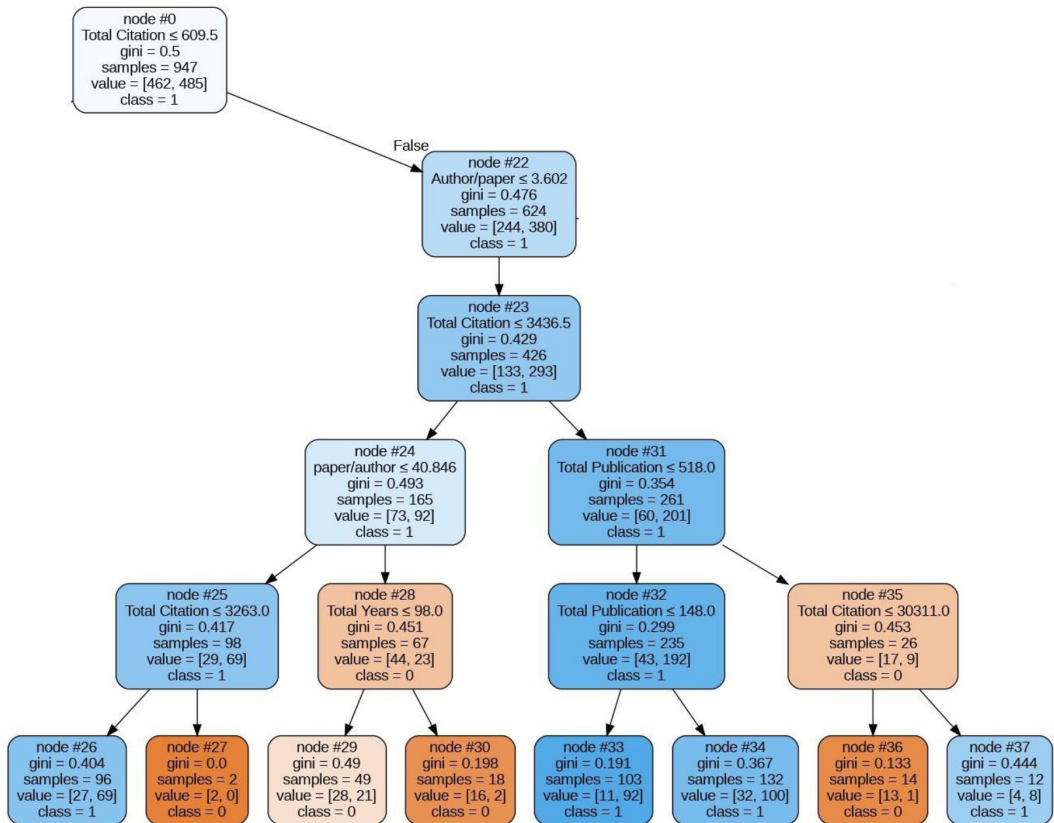 node #0
Total Citation ≤ 609.5
gini = 0.5
samples = 947
value = [462, 485]
class = 1
False
node #22
Author/paper ≤ 3.602
gini = 0.476
samples = 624
value = [244, 380]
class = 1
node #23
Total Citation ≤ 3436.5
gini = 0.429
samples = 426
value = [133, 293]
class = 1
node #24
paper/author ≤ 40.846
gini = 0.493
samples = 165
value = [73, 92]
class = 1
node #31
Total Publication ≤ 518.0
gini = 0.354
samples = 261
value = [60, 201]
class = 1
node #25
Total Citation ≤ 3263.0
gini = 0.417
samples = 98
value = [29, 69]
class = 1
node #28
Total Years ≤ 98.0
gini = 0.451
samples = 67
value = [44, 23]
class = 0
node #32
Total Publication ≤ 148.0
gini = 0.299
samples = 235
value = [43, 192]
class = 1
node #35
Total Citation ≤ 30311.0
gini = 0.453
samples = 26
value = [17, 9]
class = 0
node #26
gini = 0.404
samples = 96
value = [27, 69]
class = 1
node #27
gini = 0.0
samples = 2
value = [2, 0]
class = 0
node #29
gini = 0.49
samples = 49
value = [28, 21]
class = 0
node #30
gini = 0.198
samples = 18
value = [16, 2]
class = 0
node #33
gini = 0.191
samples = 103
value = [11, 92]
class = 1
node #34
gini = 0.367
samples = 132
value = [32, 100]
class = 1
node #36
gini = 0.133
samples = 14
value = [13, 1]
class = 0
node #37
gini = 0.444
samples = 12
value = [4, 8]
class = 1